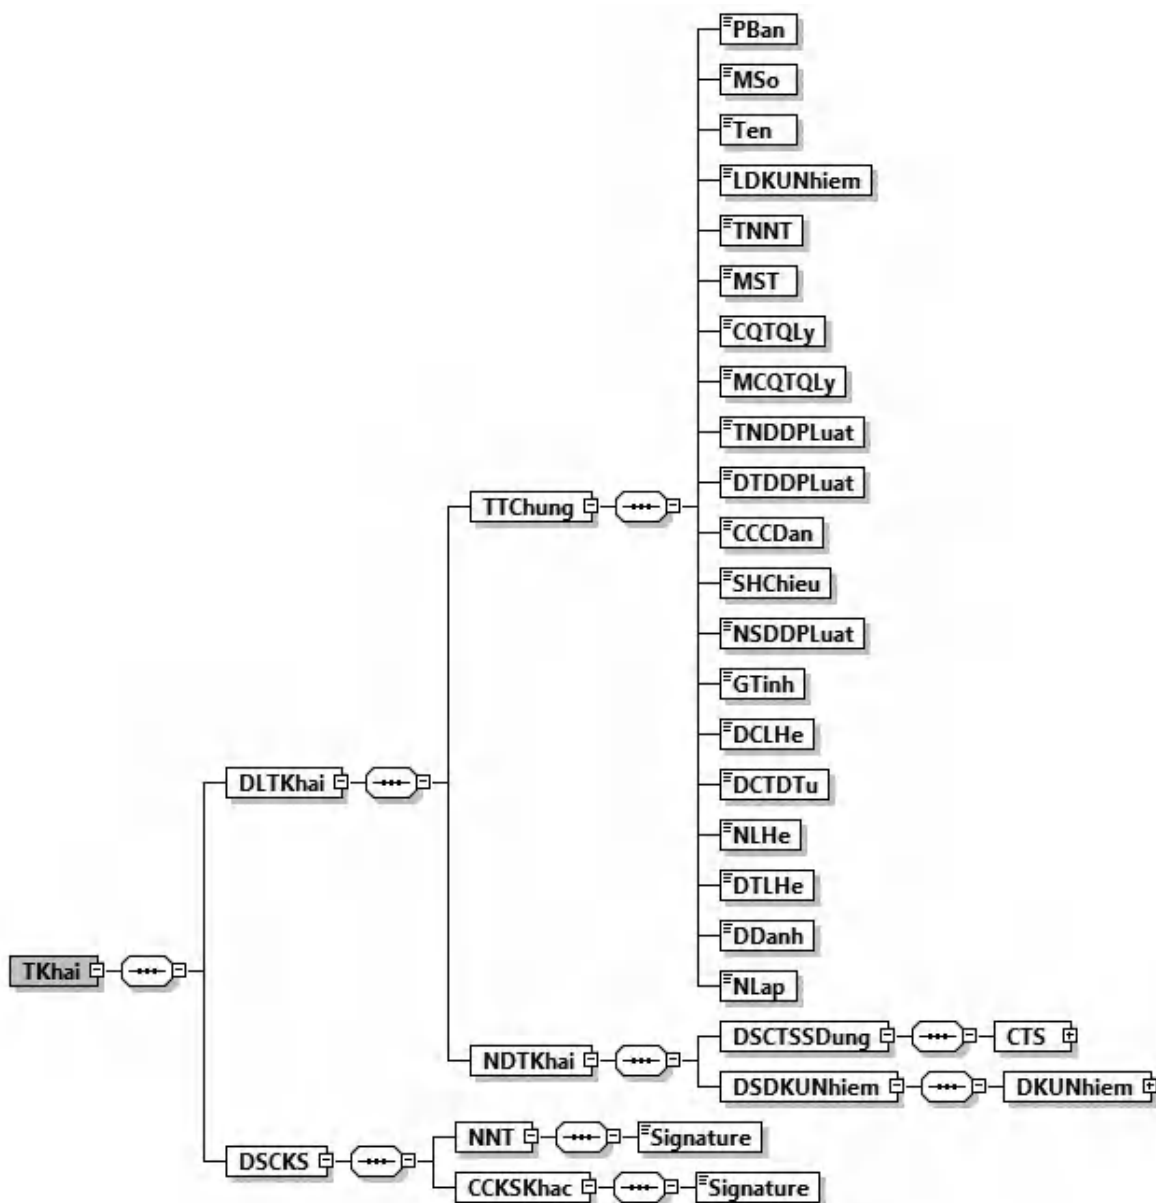 PBan
MSo
Ten
LDKUNhiem
TNNT
MST
CQTQLy
MCQTQLy
TNDDPLuat
DTDDPLuat
TTChung
CCCDan
SHChieu
NSDDPLuat
GTinh
DCLHe
DLTKhai
DCTDTu
NLHe
DTLHe
DDanh
TKhai
NLap
DSCTSSDung
CTS
NDTKhai
DSDKUNhiem
DKUNhiem
NNT
Signature
DSCKS
CCKSKhac
Signature